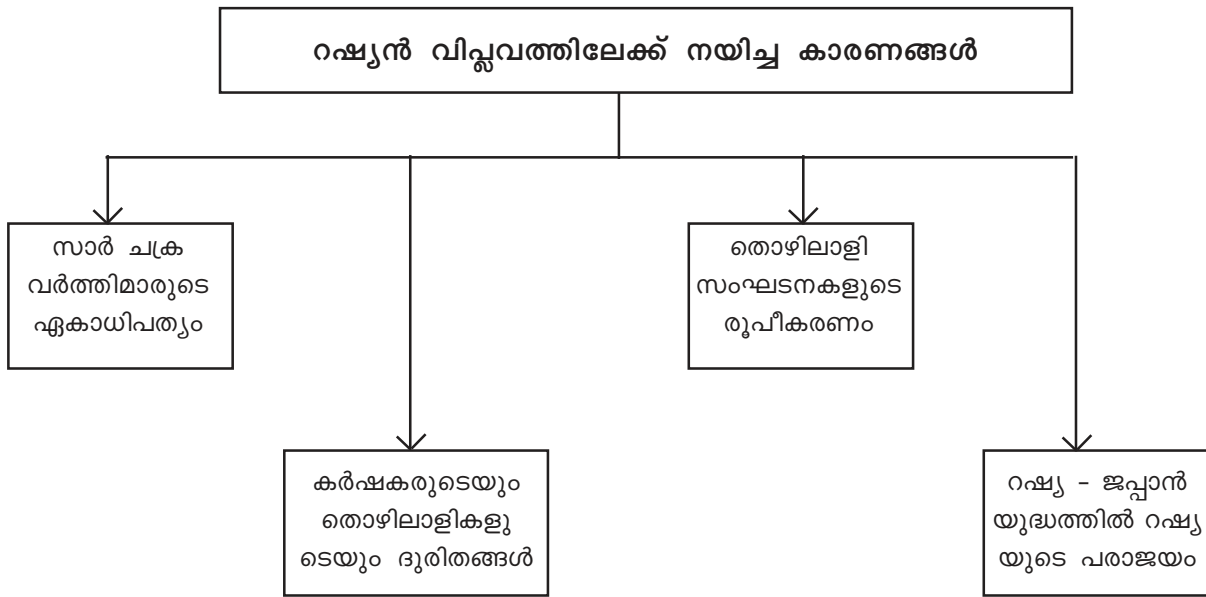 റഷ്യൻ വിപ്ലവത്തിലേക്ക് നയിച്ച കാരണങ്ങൾ
സാർ ചക്ര
വർത്തിമാരുടെ
ഏകാധിപത്യം
തൊഴിലാളി
സംഘടനകളുടെ
രൂപീകരണം
കർഷകരുടെയും
തൊഴിലാളികളു
ടെയും ദുരിതങ്ങൾ
റഷ്യ - ജപ്പാൻ
യുദ്ധത്തിൽ റഷ്യ
യുടെ പരാജയം